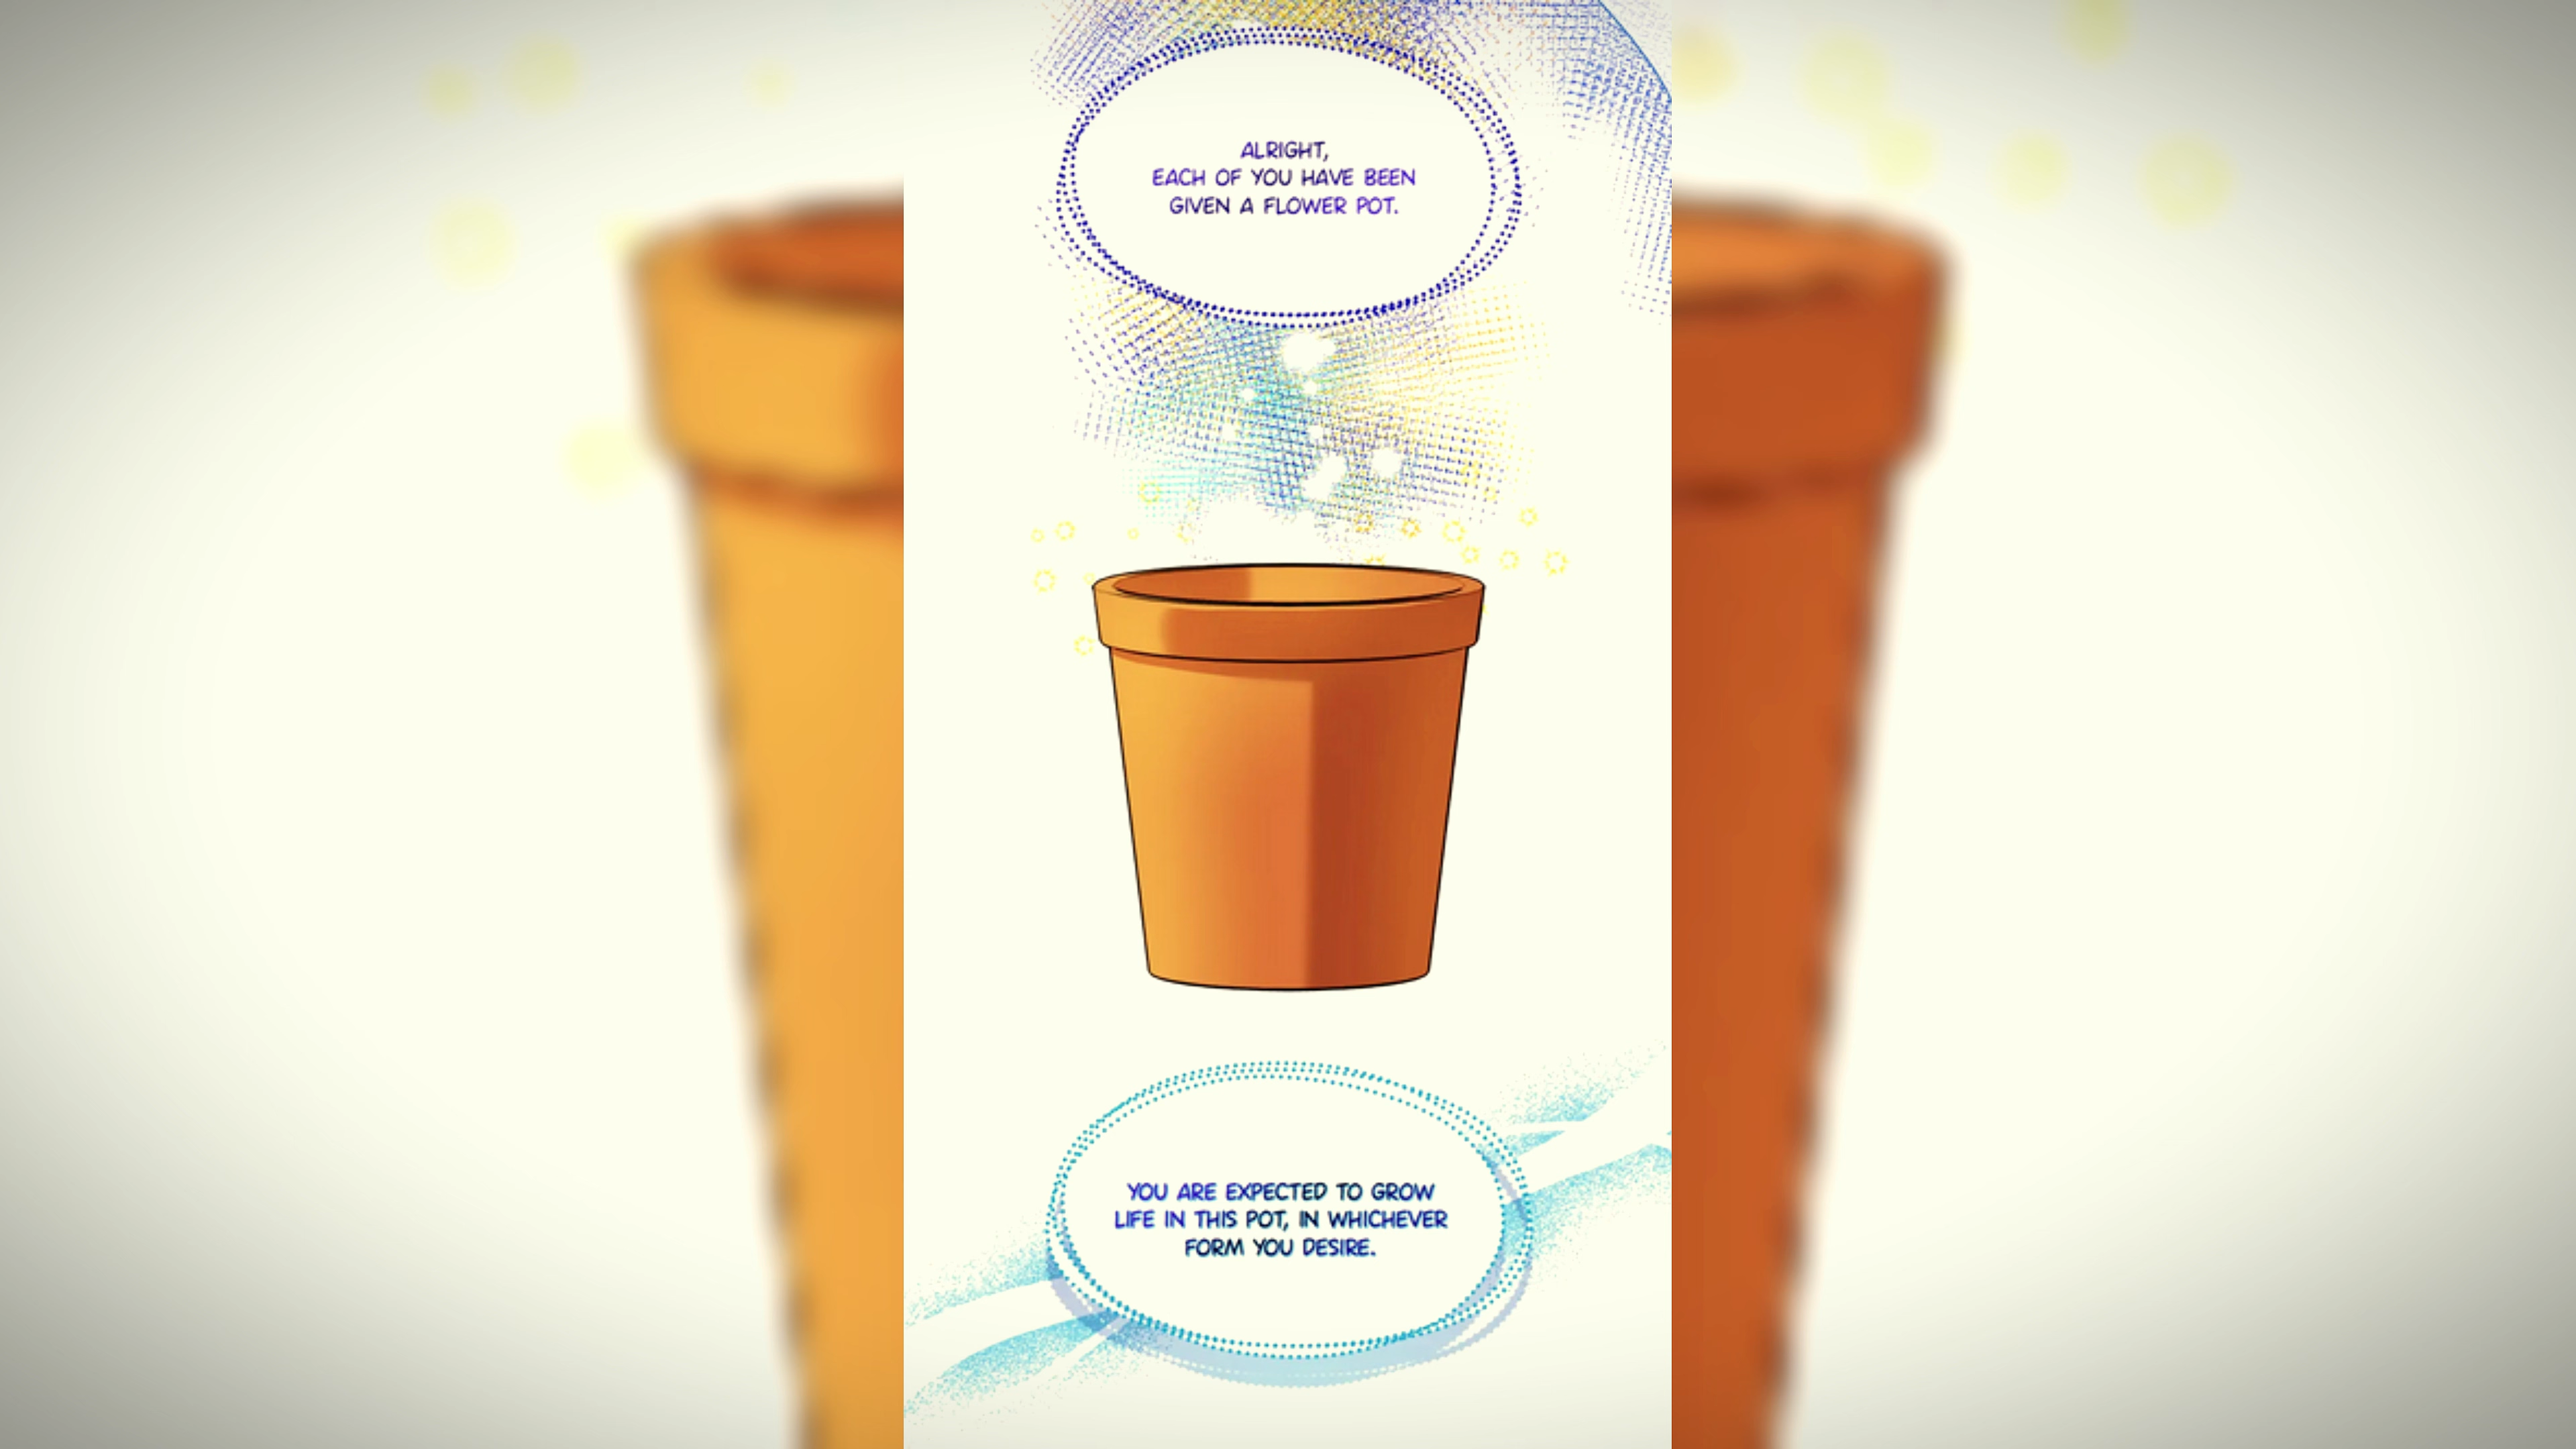 ALRIGHT,
EACH OF YOU HAVE BEEN
GIVEN A FLOWER POT.
YOU ARE EXPECTED TO GROW
LIFE IN THIS POT, IN WHICHEVER
FORM YOU DESIRE.